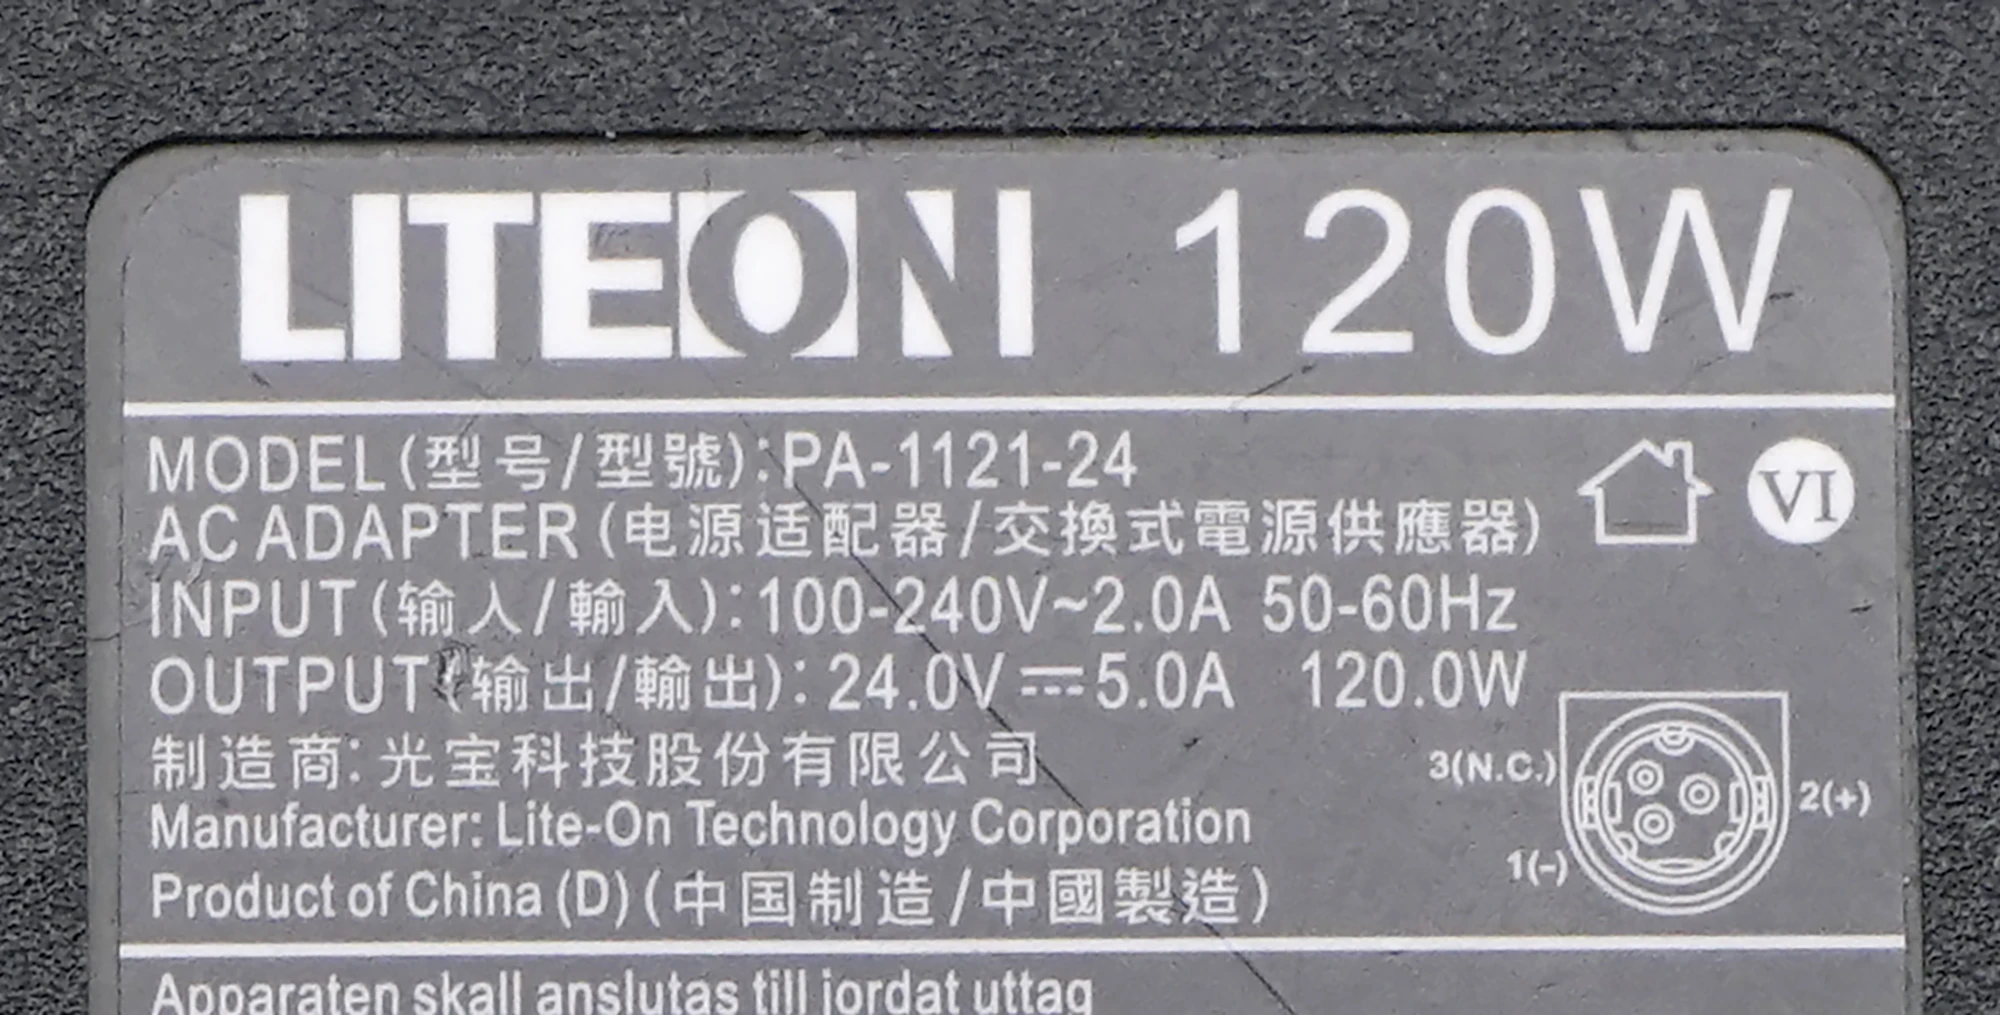 LITEON 120W
MODEL(型号/型號):PA-1121-24
VI
AC ADAPTER(电源适配器/交換式電源供應器)
INPUT(输入/輸入):100-240V~2.0A 50-60Hz
OUTPUT(输出/輸出):24.0V⎓5.0A 120.0W
制造商:光宝科技股份有限公司
3(N.C.)
2(+)
1(-)
Manufacturer: Lite-On Technology Corporation
Product of China (D)(中国制造/中國製造)
Apparaten skall anslutas till jordat uttag